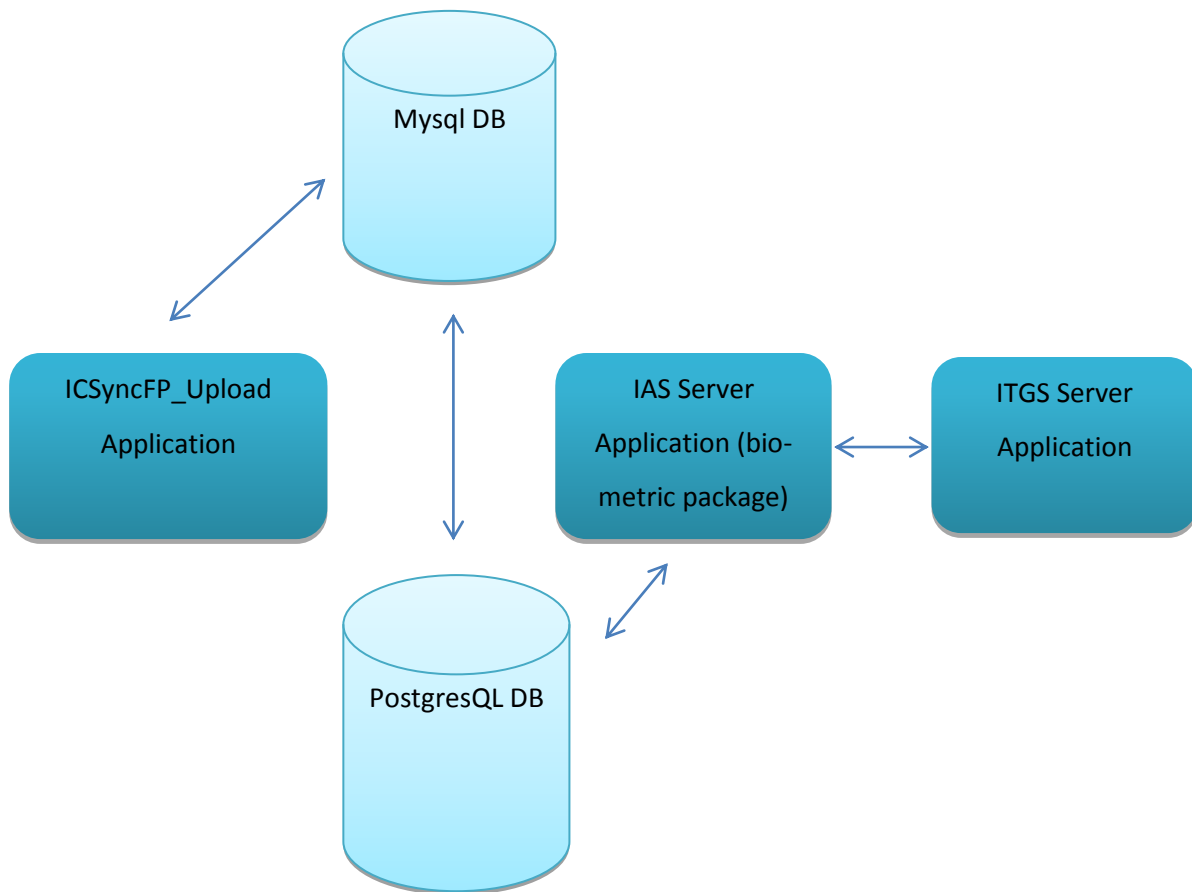 Mysql DB
ICSyncFP_Upload
Application
IAS Server
Application (bio-
metric package)
ITGS Server
Application
PostgresQL DB